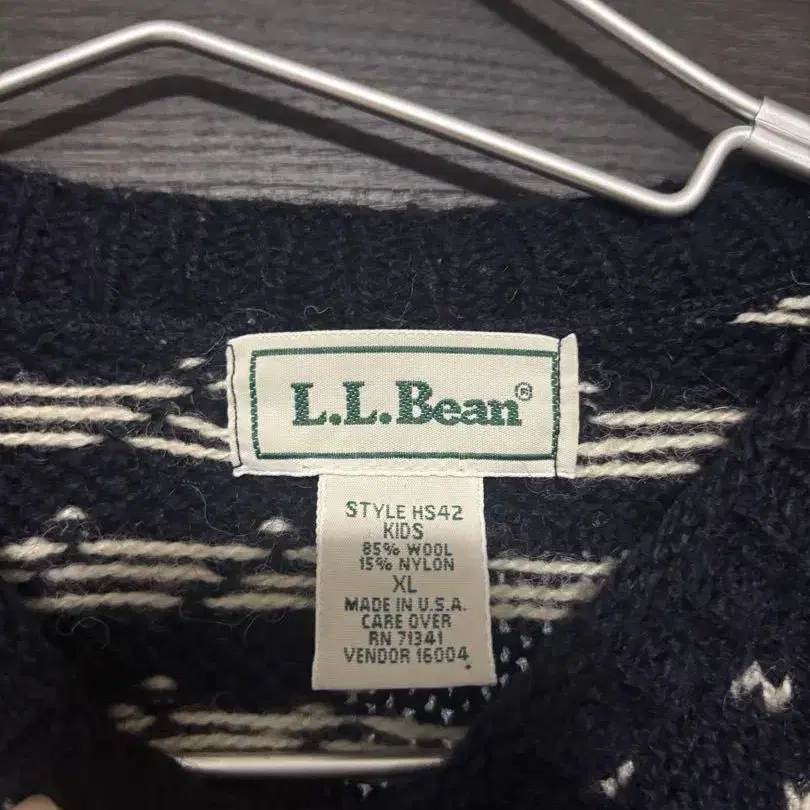 L.L.Bean®
STYLE HS42
KIDS
85% WOOL
15% NYLON
XL
MADE IN U.S.A.
CARE OVER
RN 71341
VENDOR 16004